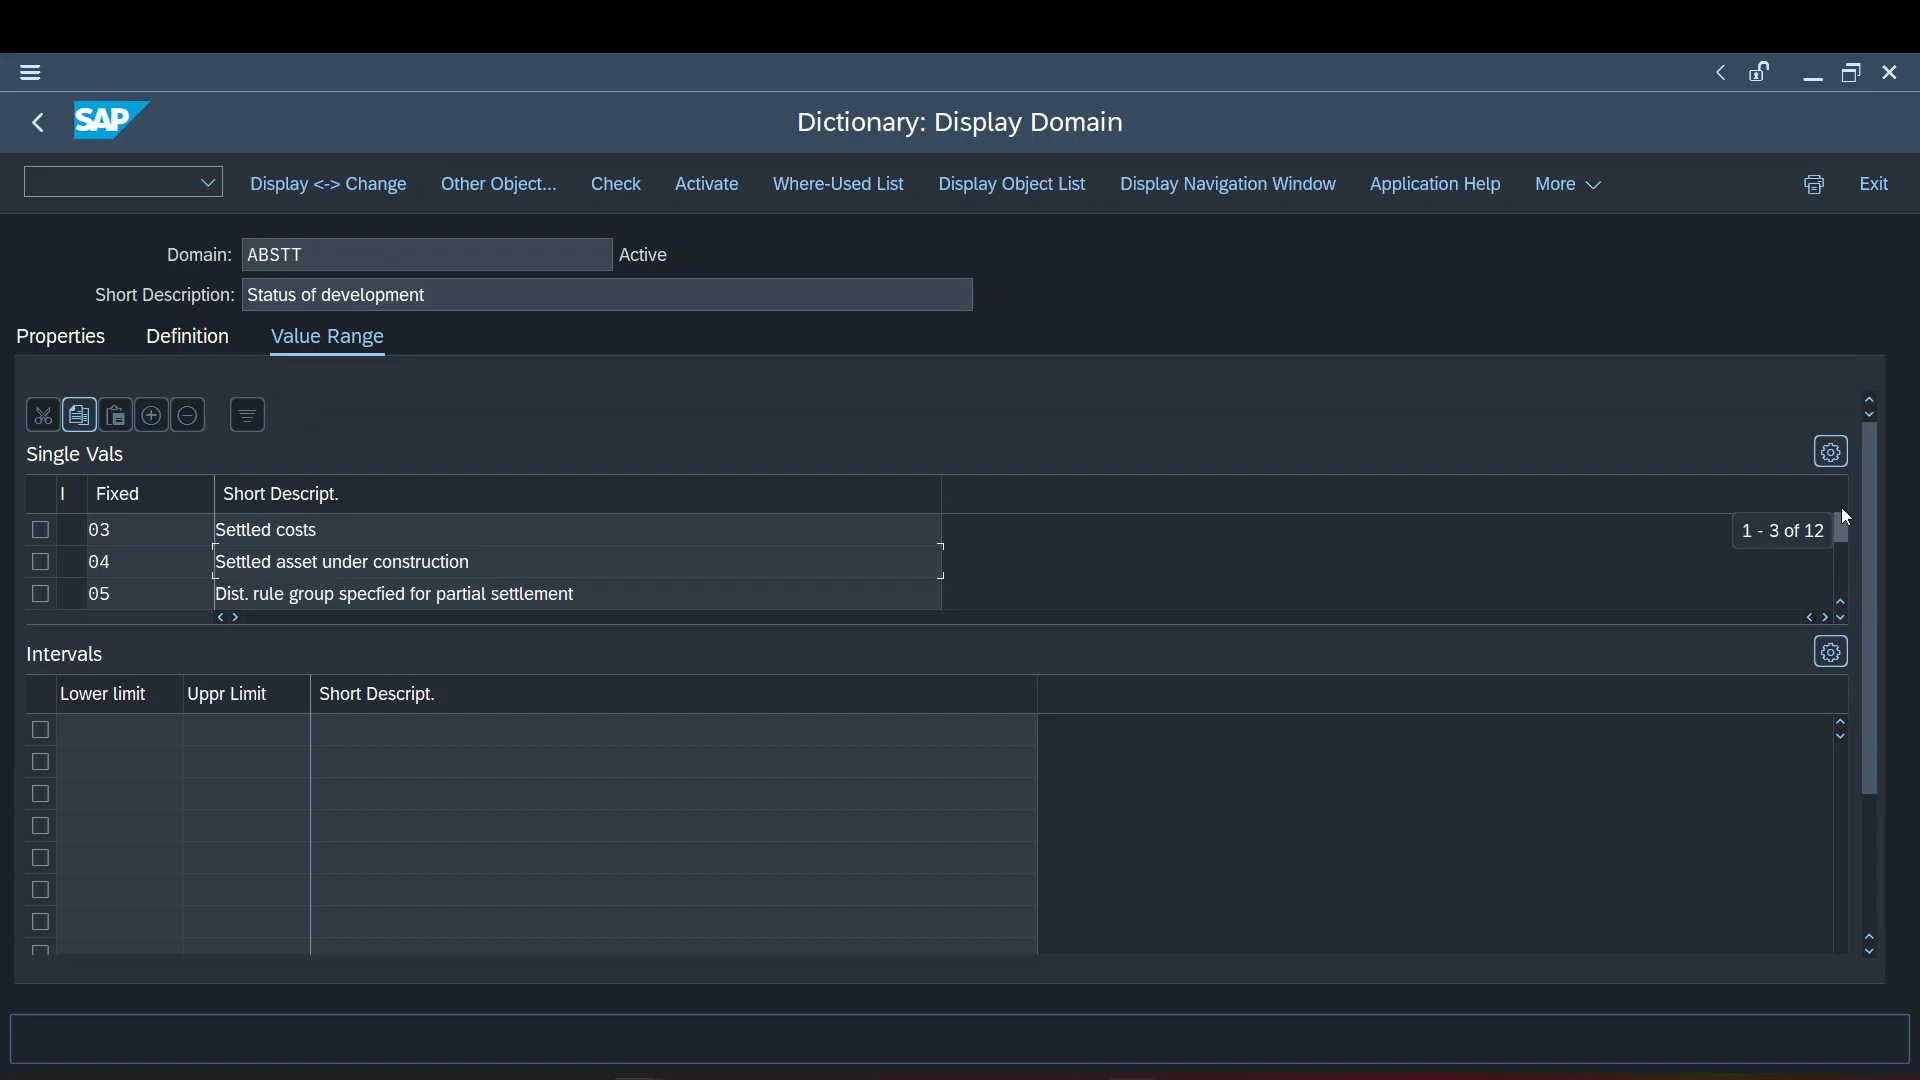 SAP
Dictionary: Display Domain
Display <-> Change Other Object... Check Activate Where-Used List Display Object List Display Navigation Window Application Help More Exit
Domain: ABSTT Active
Short Description: Status of development
Properties Definition Value Range
Single Vals
I Fixed Short Descript.
03 Settled costs
1 - 3 of 12
04 Settled asset under construction
05 Dist. rule group specfied for partial settlement
Intervals
Lower limit Uppr Limit Short Descript.